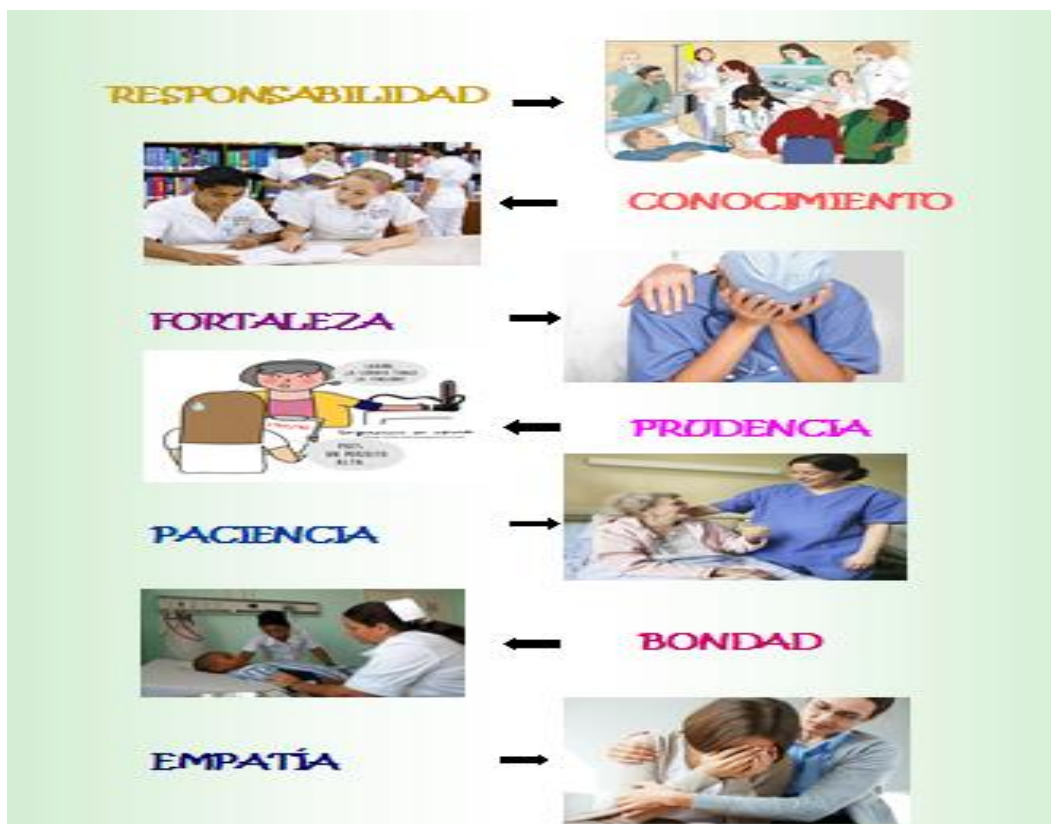 RESPONSABILIDAD
CONOCIMIENTO
FORTALEZA
PRUDENCIA
PACIENCIA
BONDAD
EMPATÍA